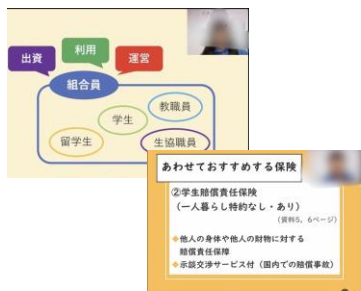 出資
利用
運営
組合員
教職員
学生
留学生
生協職員
あわせておすすめする保険
②学生賠償責任保険
(一人暮らし特約なし・あり)
(資料5, 6ページ)
◆他人の身体や他人の財物に対する
賠償責任保障
◆示談交渉サービス付(国内での賠償事故)